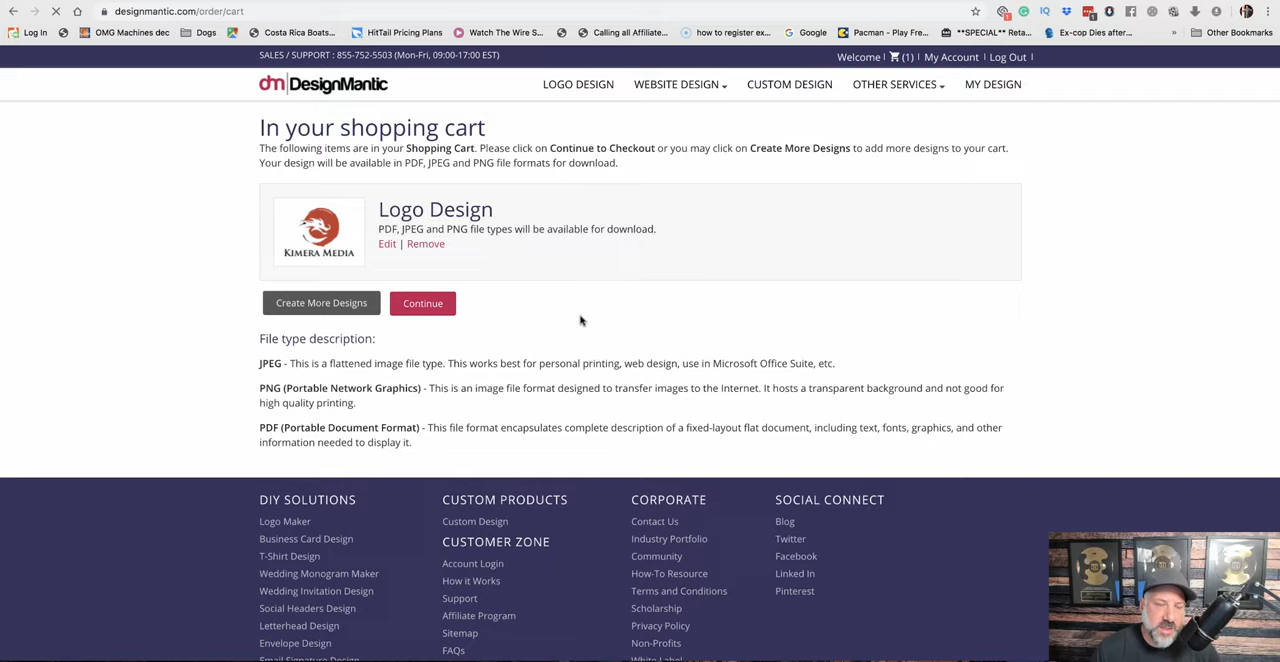 designmantic.com/order/cart
Log In
OMG Machines dec
Dogs
Costa Rica Boats...
HitTail Pricing Plans
Watch The Wire S...
Calling all Affiliate...
how to register ex...
Google
Pacman - Play Fre...
**SPECIAL** Reta...
Ex-cop Dies after...
»
Other Bookmarks
SALES / SUPPORT : 855-752-5503 (Mon-Fri, 09:00-17:00 EST)
Welcome | (1) | My Account | Log Out |
dm|DesignMantic
LOGO DESIGN
WEBSITE DESIGN
CUSTOM DESIGN
OTHER SERVICES
MY DESIGN
In your shopping cart
The following items are in your Shopping Cart. Please click on Continue to Checkout or you may click on Create More Designs to add more designs to your cart.
Your design will be available in PDF, JPEG and PNG file formats for download.
KIMERA MEDIA
Logo Design
PDF, JPEG and PNG file types will be available for download.
Edit | Remove
Create More Designs
Continue
File type description:
JPEG - This is a flattened image file type. This works best for personal printing, web design, use in Microsoft Office Suite, etc.
PNG (Portable Network Graphics) - This is an image file format designed to transfer images to the Internet. It hosts a transparent background and not good for
high quality printing.
PDF (Portable Document Format) - This file format encapsulates complete description of a fixed-layout flat document, including text, fonts, graphics, and other
information needed to display it.
DIY SOLUTIONS
Logo Maker
Business Card Design
T-Shirt Design
Wedding Monogram Maker
Wedding Invitation Design
Social Headers Design
Letterhead Design
Envelope Design
Email Signature Design
CUSTOM PRODUCTS
Custom Design
CUSTOMER ZONE
Account Login
How it Works
Support
Affiliate Program
Sitemap
FAQs
CORPORATE
Contact Us
Industry Portfolio
Community
How-To Resource
Terms and Conditions
Scholarship
Privacy Policy
Non-Profits
White Label
SOCIAL CONNECT
Blog
Twitter
Facebook
Linked In
Pinterest